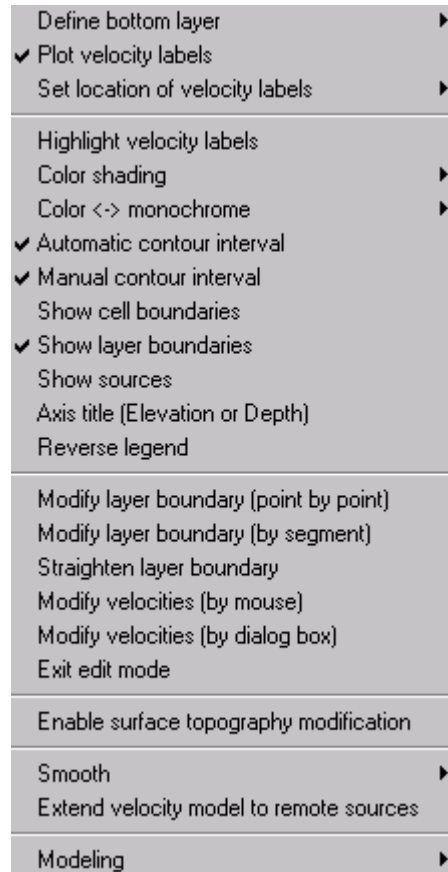 Define bottom layer
Plot velocity labels
Set location of velocity labels
Highlight velocity labels
Color shading
Color <-> monochrome
Automatic contour interval
Manual contour interval
Show cell boundaries
Show layer boundaries
Show sources
Axis title (Elevation or Depth)
Reverse legend
Modify layer boundary (point by point)
Modify layer boundary (by segment)
Straighten layer boundary
Modify velocities (by mouse)
Modify velocities (by dialog box)
Exit edit mode
Enable surface topography modification
Smooth
Extend velocity model to remote sources
Modeling